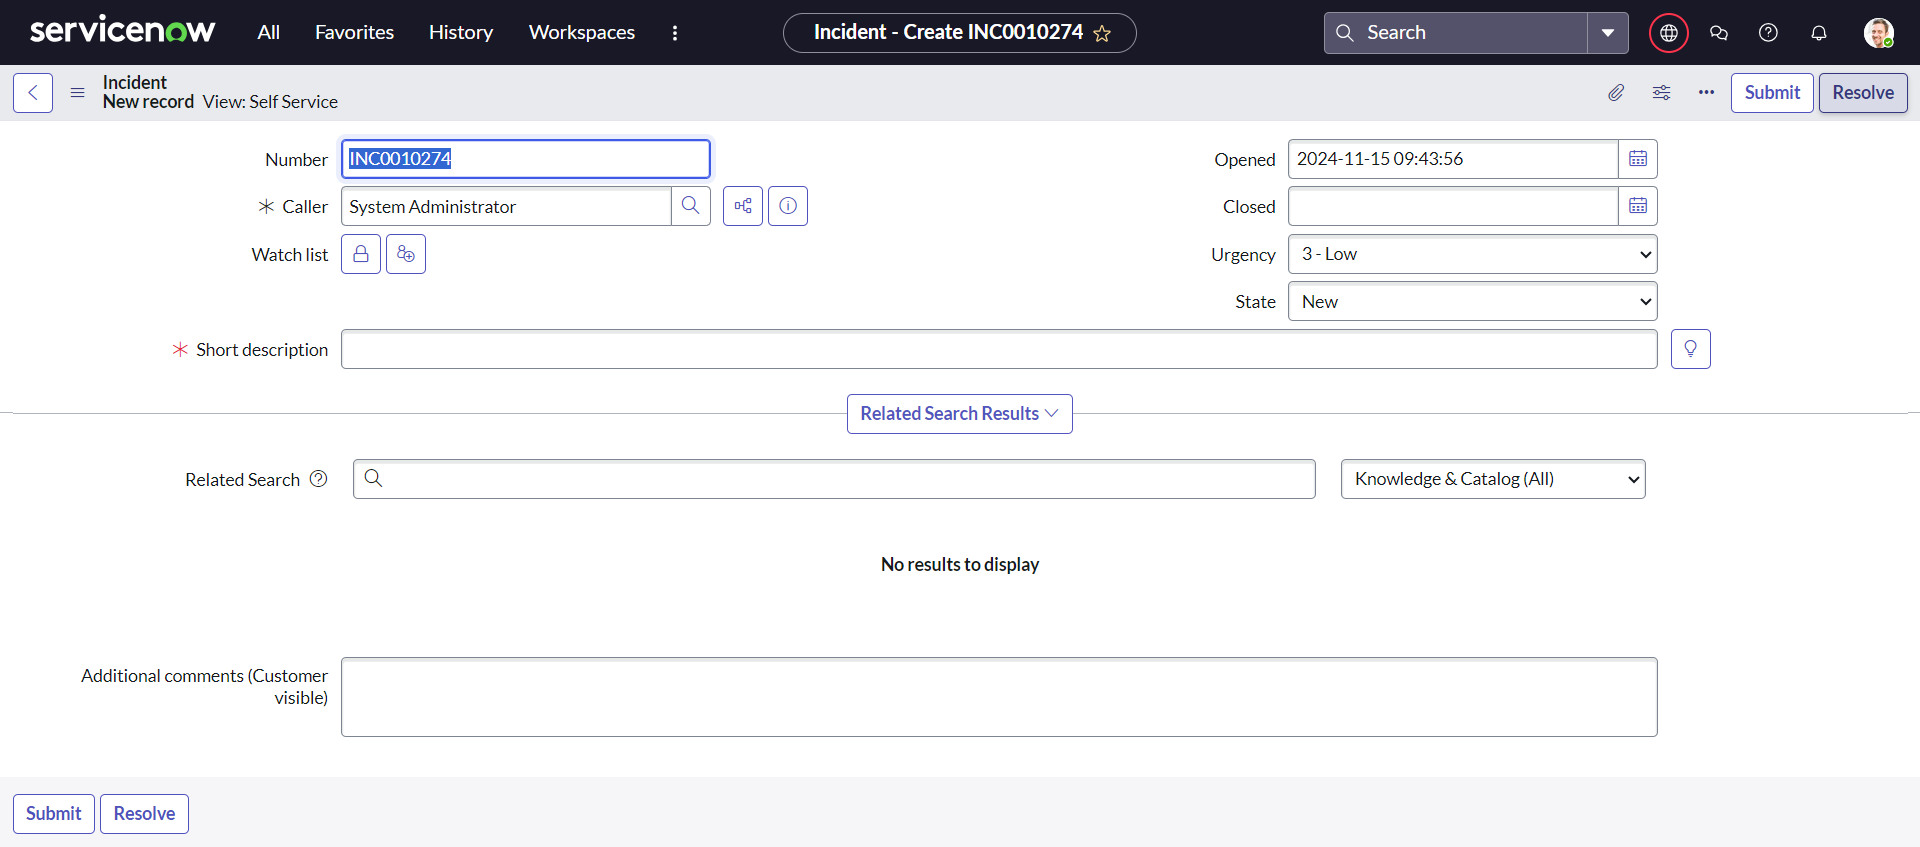 servicenow All Favorites History Workspaces Incident - Create INC0010274 Search
Incident
New record View: Self Service Submit Resolve
Number INC0010274 Opened 2024-11-15 09:43:56
Caller System Administrator Closed
Watch list Urgency 3 - Low
State New
Short description
Related Search Results
Related Search Knowledge & Catalog (All)
No results to display
Additional comments (Customer
visible)
Submit Resolve